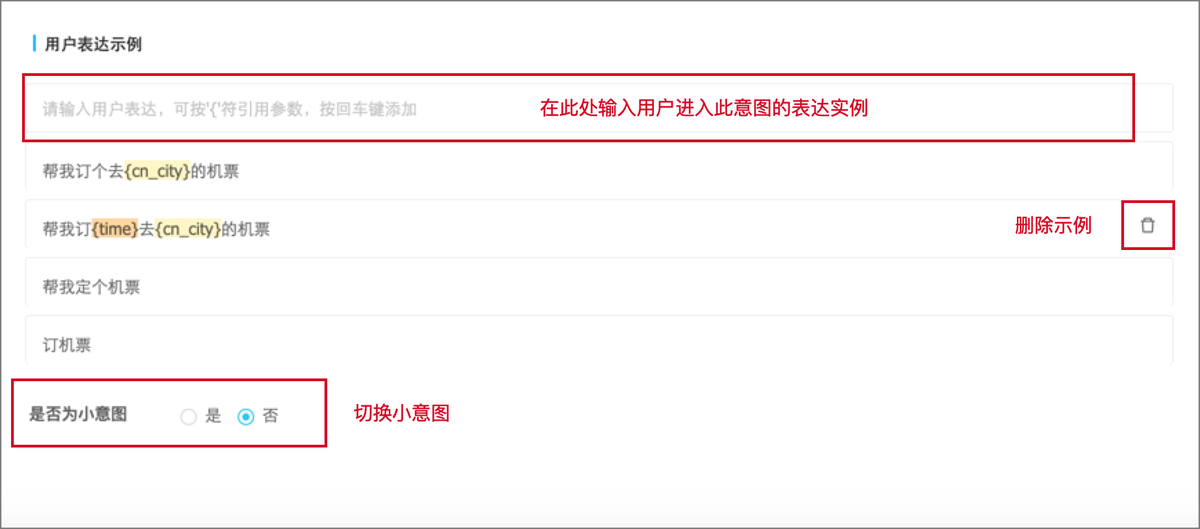 用户表达示例
请输入用户表达，可按'{'符引用参数，按回车键添加 在此处输入用户进入此意图的表达实例
帮我订个去{cn_city}的机票
帮我订{time}去{cn_city}的机票 删除示例
帮我定个机票
订机票
是否为小意图 是 否 切换小意图